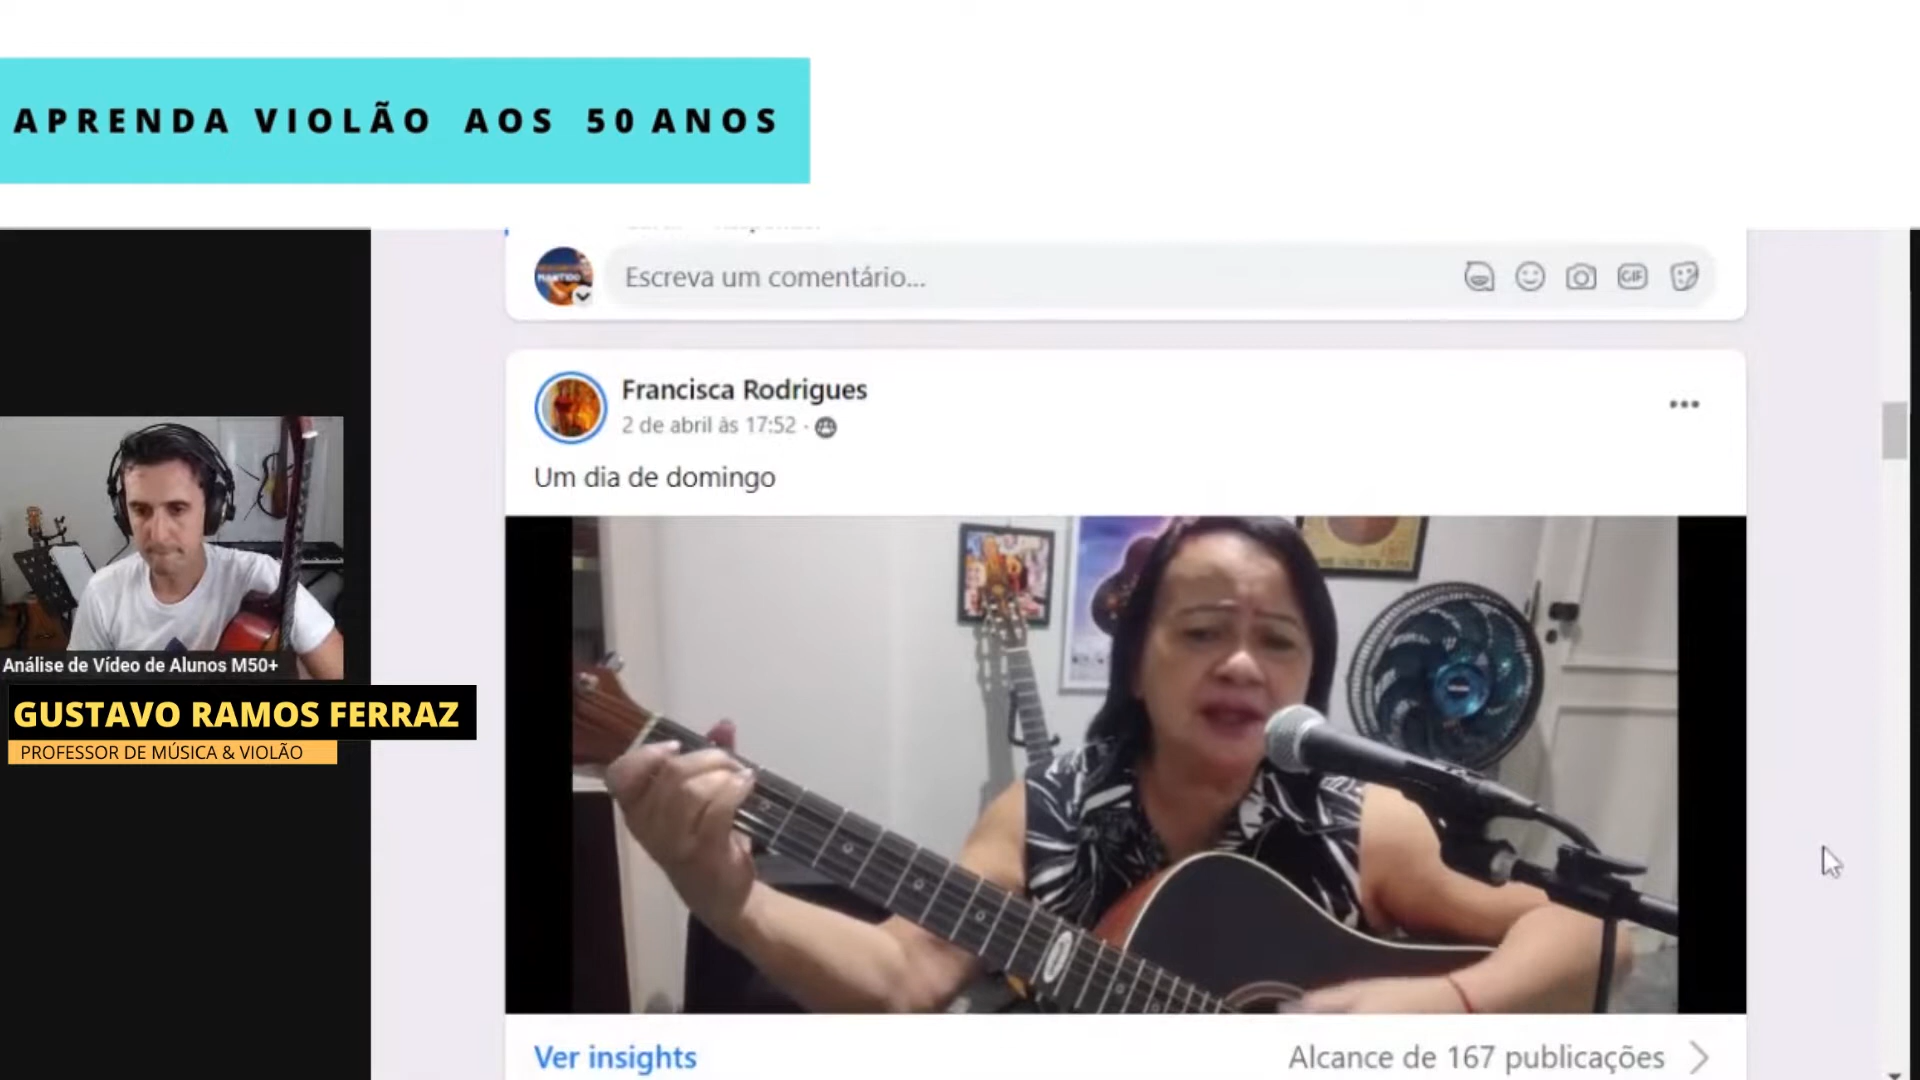 APRENDA VIOLÃO AOS 50 ANOS
Escreva um comentário...
GIF
Francisca Rodrigues
2 de abril às 17:52 ·
Um dia de domingo
Análise de Vídeo de Alunos M50+
GUSTAVO RAMOS FERRAZ
PROFESSOR DE MÚSICA & VIOLÃO
Ver insights
Alcance de 167 publicações